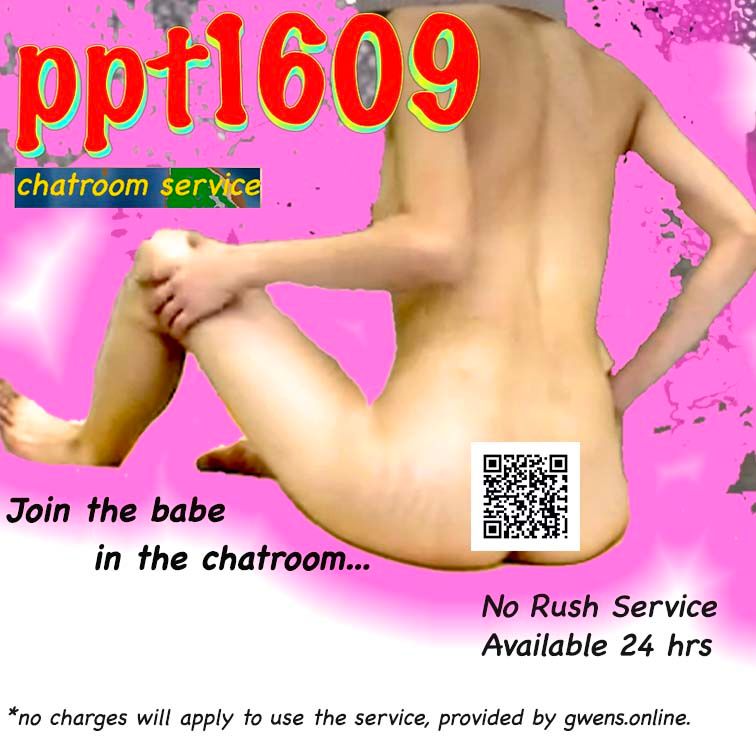 ppt1609
chatroom service
Join the babe
in the chatroom...
No Rush Service
Available 24 hrs
*no charges will apply to use the service, provided by gwens.online.